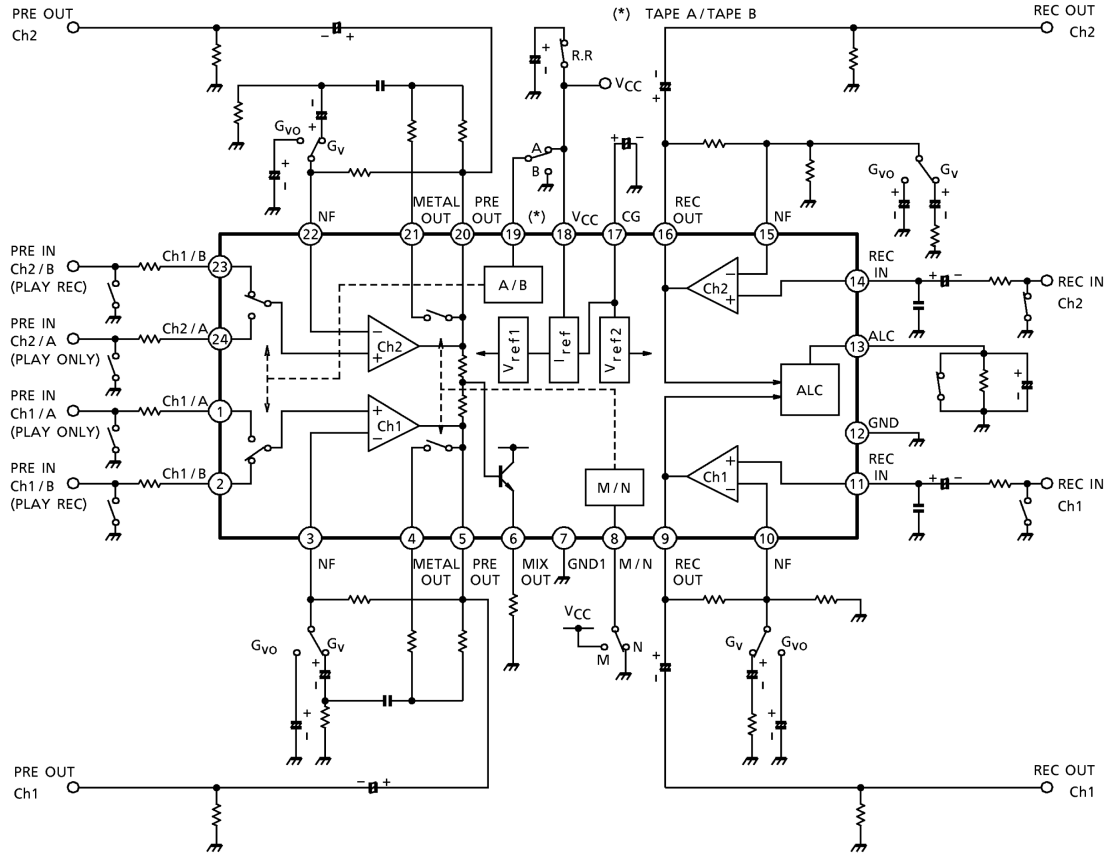 PRE OUT
Ch2
(*) TAPE A / TAPE B
REC OUT
Ch2
R.R
VCC
GVO
GV
A
B
GVO
GV
NF
METAL OUT
PRE OUT
(*)
VCC
CG
REC OUT
NF
22
21
20
19
18
17
16
15
PRE IN
Ch2 / B
(PLAY REC)
Ch1 / B
23
A / B
Ch2
14
REC IN
REC IN
Ch2
PRE IN
Ch2 / A
(PLAY ONLY)
Ch2 / A
24
Ch2
Vref1
Iref
Vref2
13
ALC
ALC
PRE IN
Ch1 / A
(PLAY ONLY)
Ch1 / A
1
Ch1
12
GND
PRE IN
Ch1 / B
(PLAY REC)
Ch1 / B
2
M / N
Ch1
11
REC IN
REC IN
Ch1
3
4
5
6
7
8
9
10
NF
METAL OUT
PRE OUT
MIX OUT
GND1
M / N
REC OUT
NF
VCC
M
N
GVO
GV
GV
GVO
PRE OUT
Ch1
REC OUT
Ch1